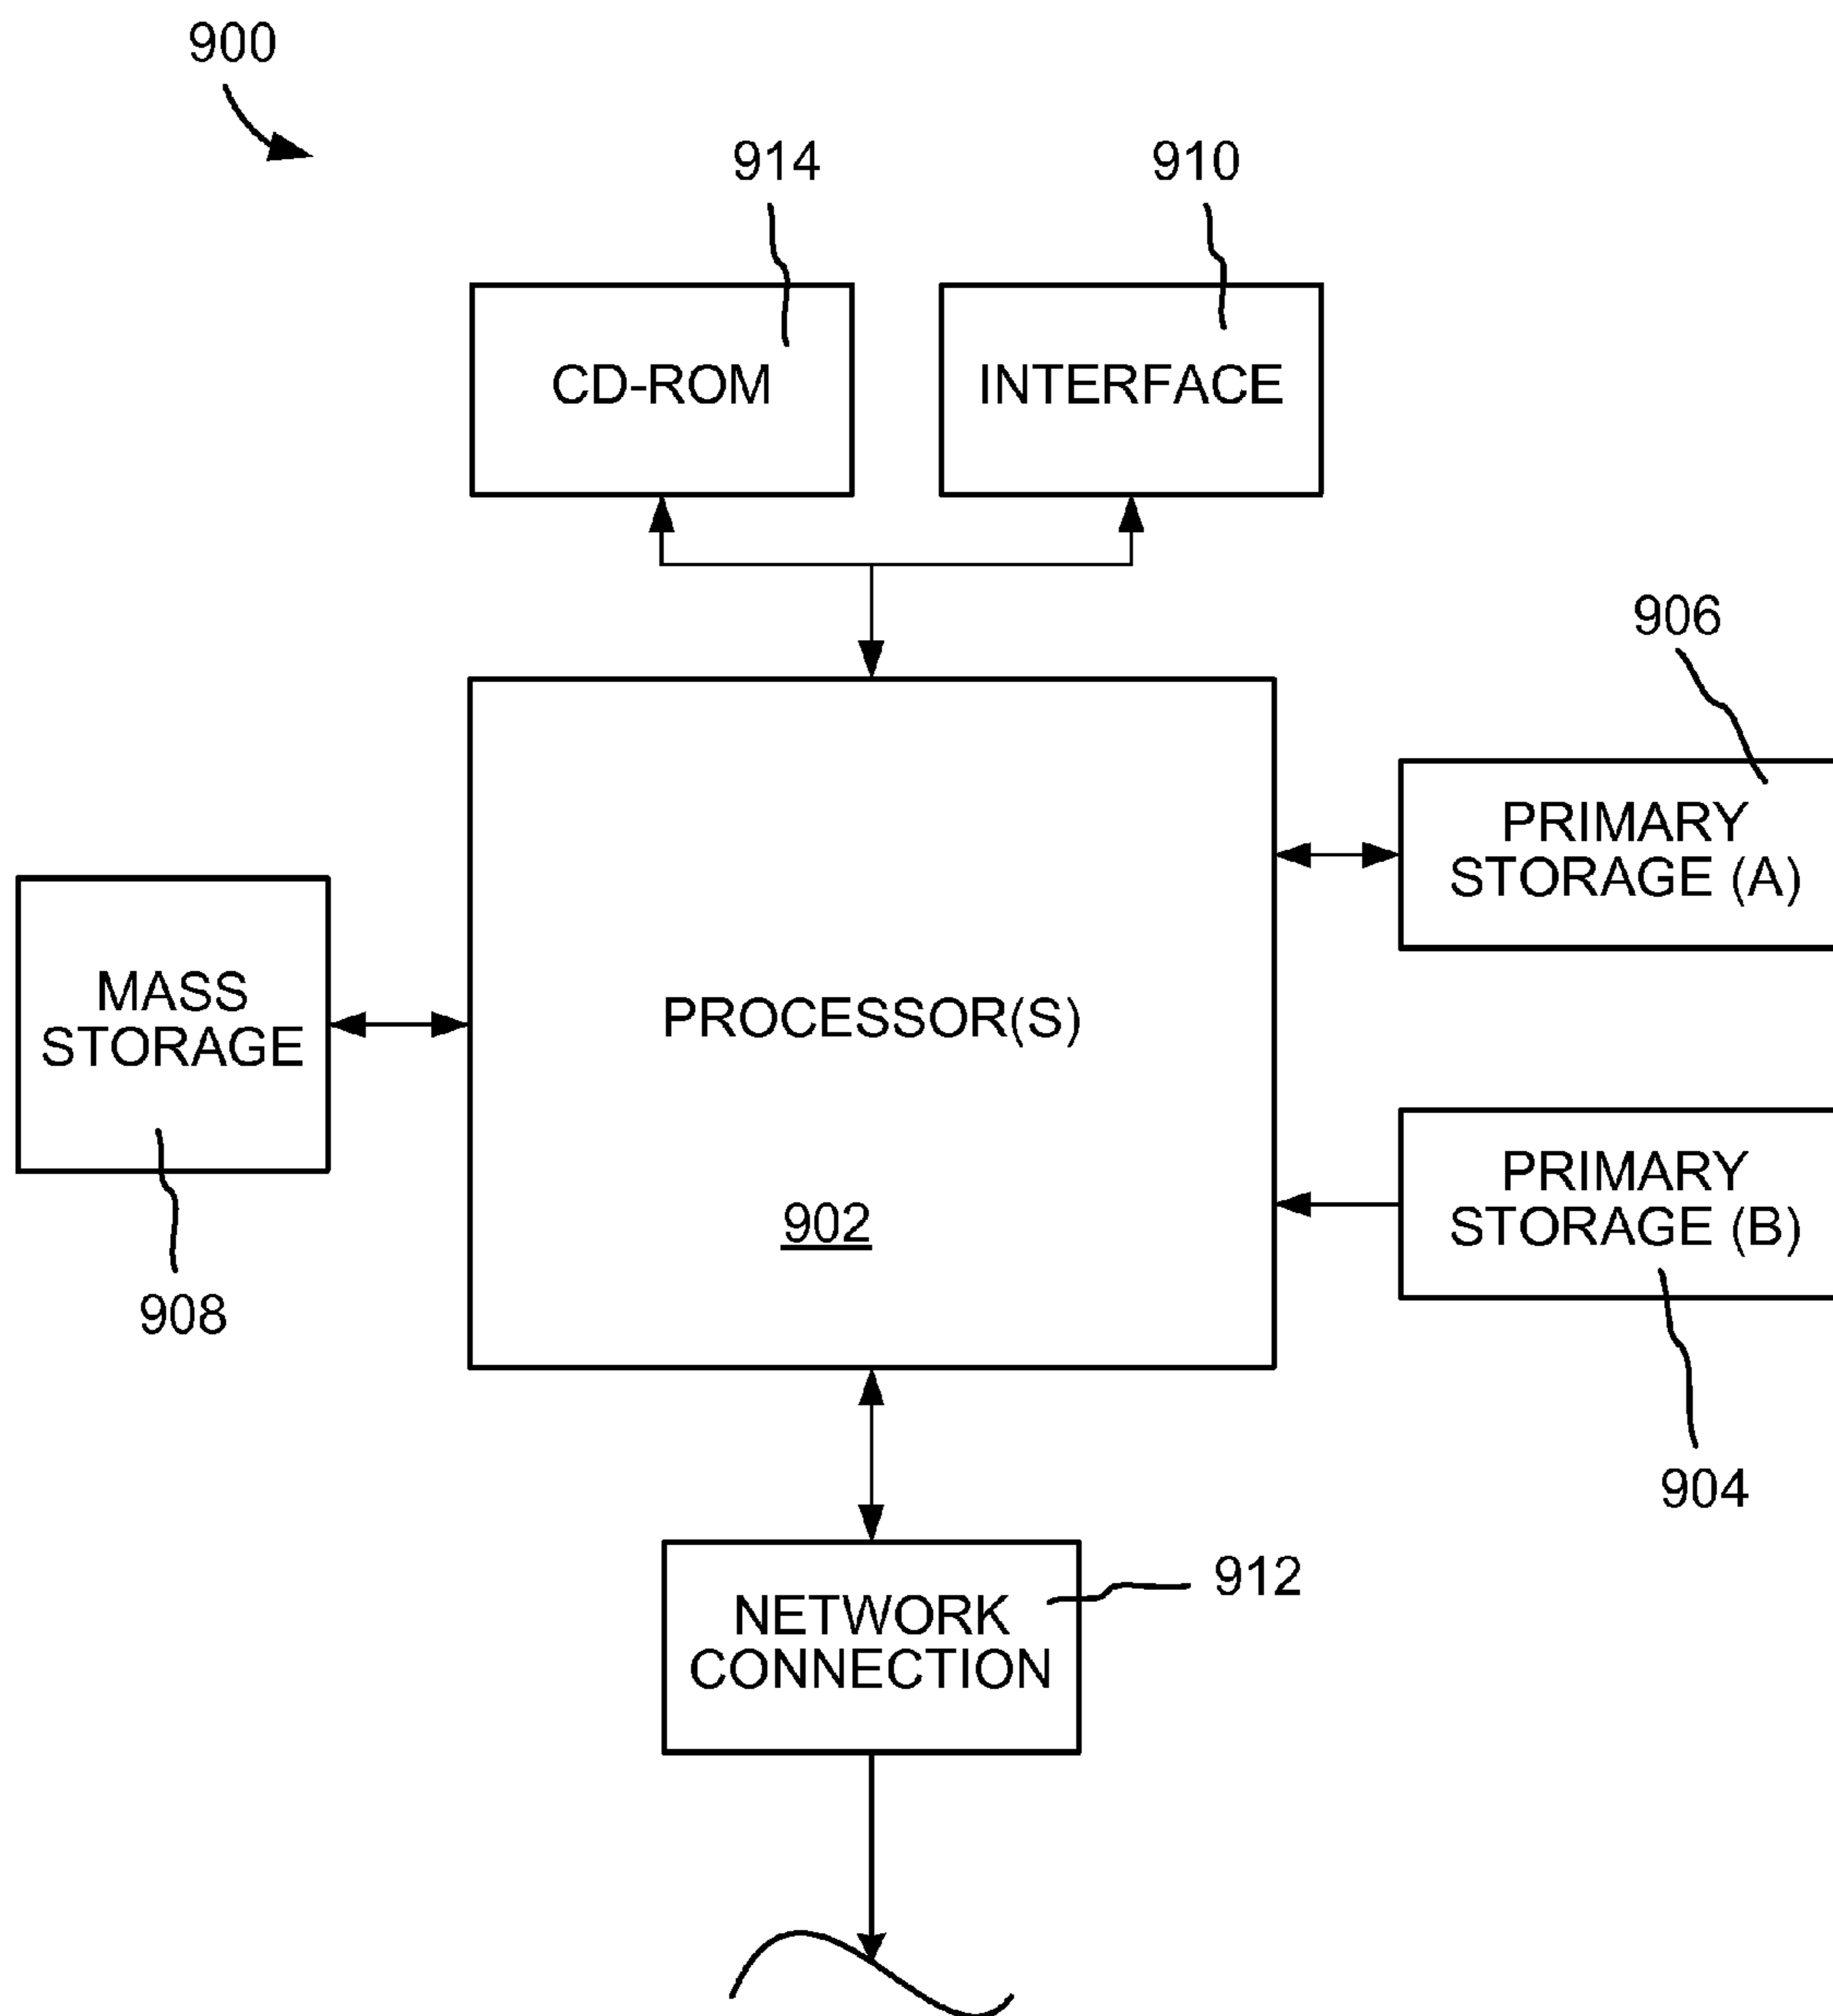 900
914
910
CD-ROM
INTERFACE
906
PRIMARY
STORAGE (A)
MASS
STORAGE
PROCESSOR(S)
902
PRIMARY
STORAGE (B)
908
904
NETWORK
CONNECTION
912